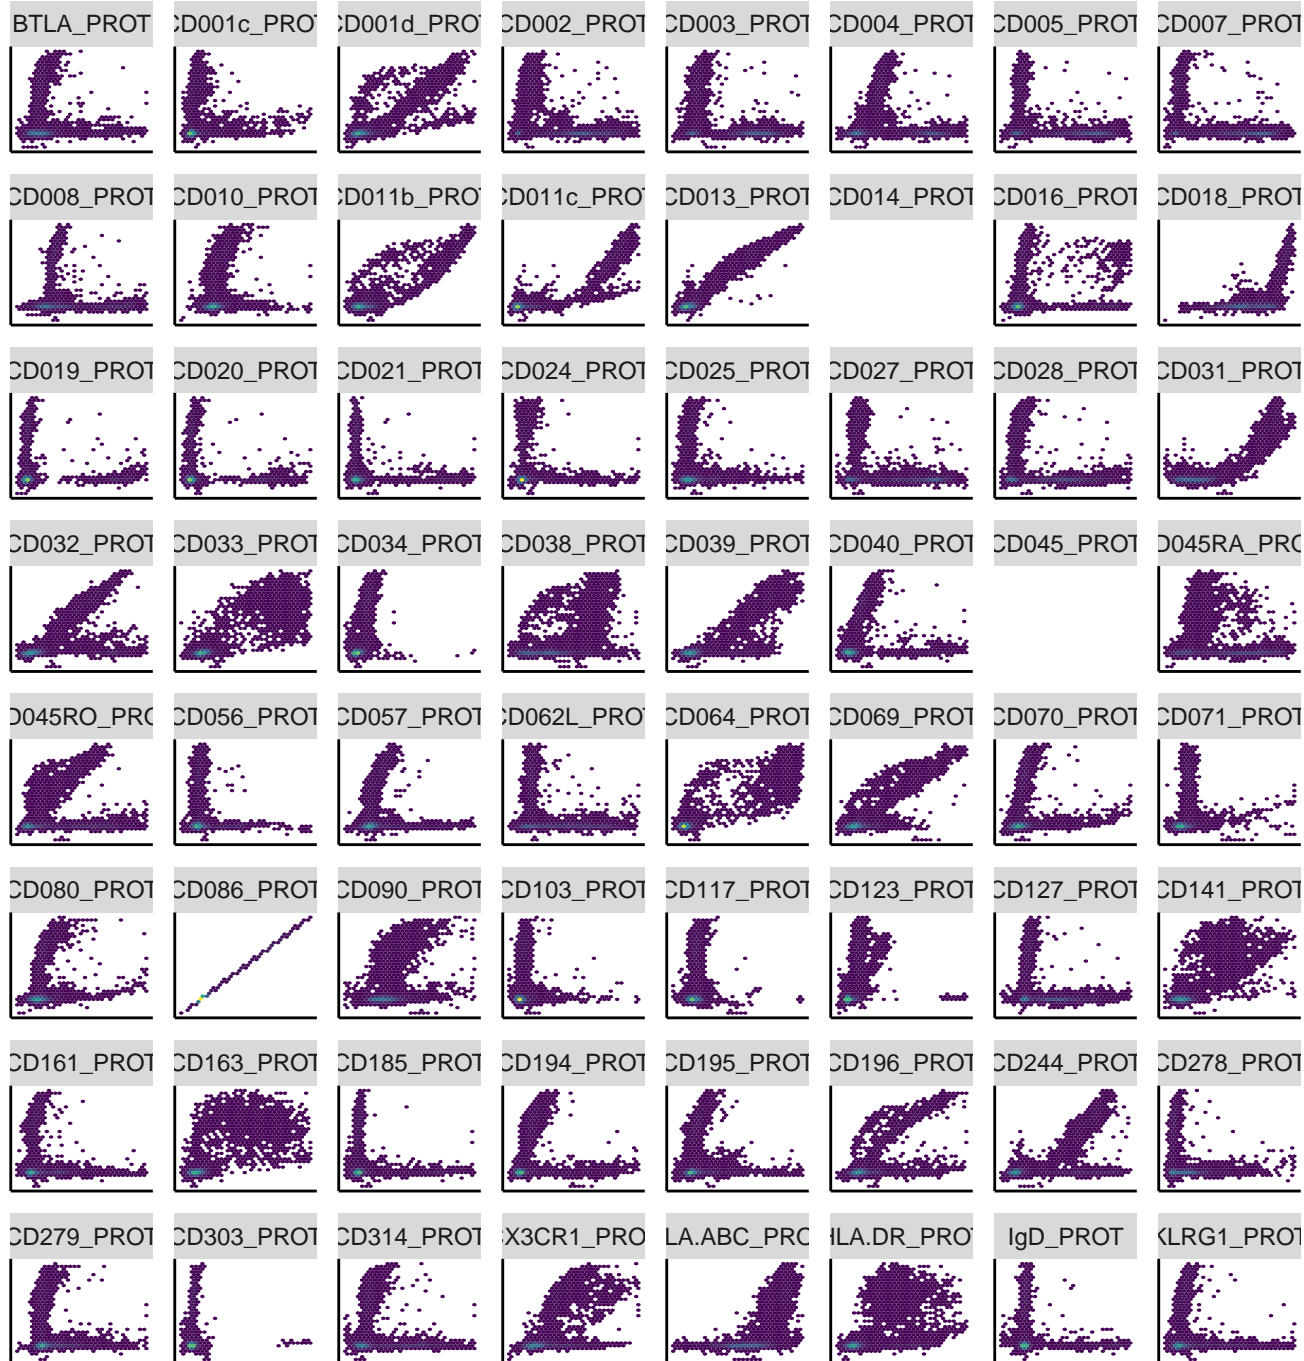 BTLA_PROT CD001c_PROT CD001d_PROT CD002_PROT CD003_PROT CD004_PROT CD005_PROT CD007_PROT
CD008_PROT CD010_PROT CD011b_PROT CD011c_PROT CD013_PROT CD014_PROT CD016_PROT CD018_PROT
CD019_PROT CD020_PROT CD021_PROT CD024_PROT CD025_PROT CD027_PROT CD028_PROT CD031_PROT
CD032_PROT CD033_PROT CD034_PROT CD038_PROT CD039_PROT CD040_PROT CD045_PROT D045RA_PRO
D045RO_PRO CD056_PROT CD057_PROT CD062L_PROT CD064_PROT CD069_PROT CD070_PROT CD071_PROT
CD080_PROT CD086_PROT CD090_PROT CD103_PROT CD117_PROT CD123_PROT CD127_PROT CD141_PROT
CD161_PROT CD163_PROT CD185_PROT CD194_PROT CD195_PROT CD196_PROT CD244_PROT CD278_PROT
CD279_PROT CD303_PROT CD314_PROT CX3CR1_PRO LA.ABC_PRO HLA.DR_PROT IgD_PROT KLRG1_PROT